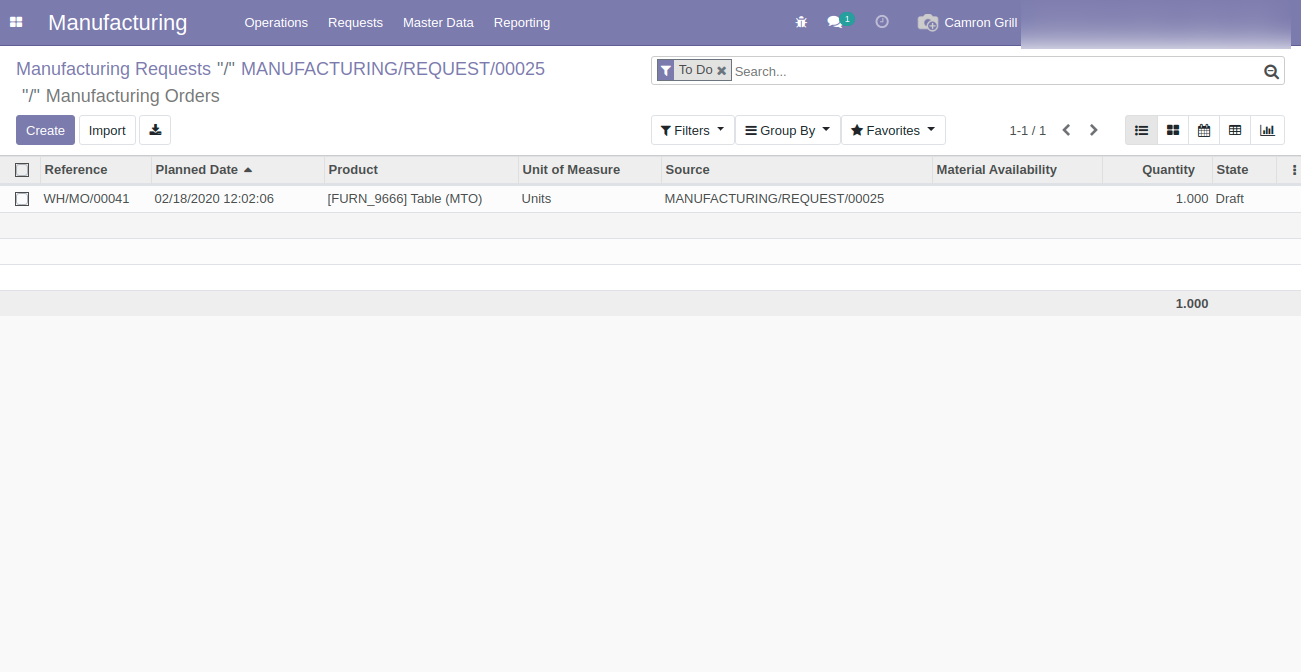 Manufacturing Operations Requests Master Data Reporting 1 Camron Grill
Manufacturing Requests "/" MANUFACTURING/REQUEST/00025
"/" Manufacturing Orders
To Do Search...
Create Import Filters Group By Favorites 1-1 / 1
Reference Planned Date Product Unit of Measure Source Material Availability Quantity State
WH/MO/00041 02/18/2020 12:02:06 [FURN_9666] Table (MTO) Units MANUFACTURING/REQUEST/00025 1.000 Draft
1.000